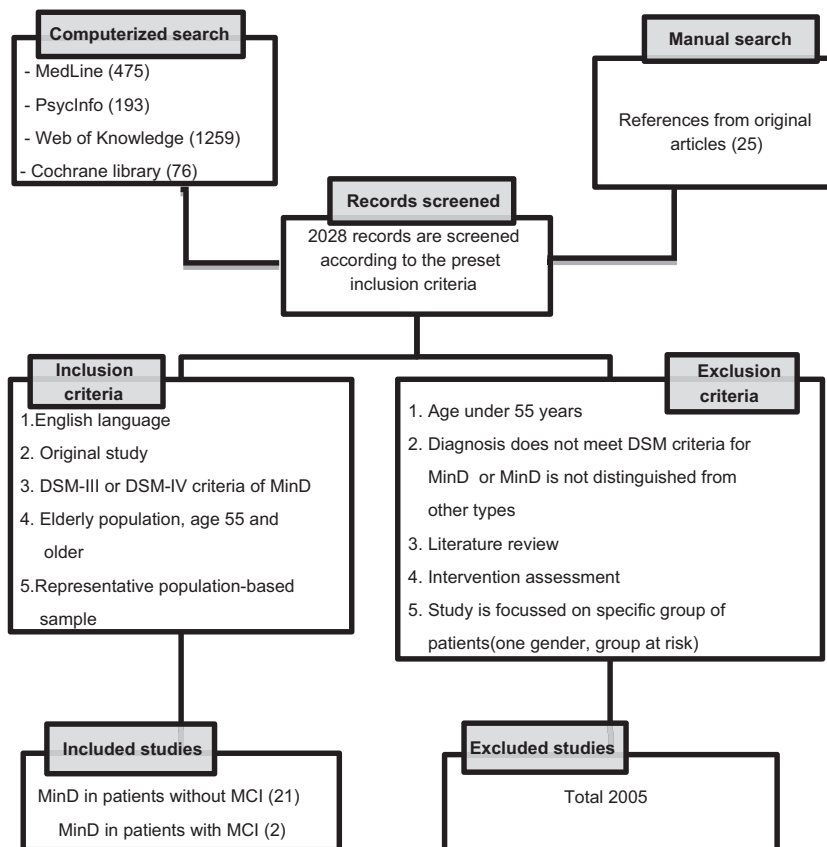 Computerized search
- MedLine (475)
- PsycInfo (193)
- Web of Knowledge (1259)
- Cochrane library (76)
Manual search
References from original
articles (25)
Records screened
2028 records are screened
according to the preset
inclusion criteria
Inclusion
criteria
1.English language
2. Original study
3. DSM-III or DSM-IV criteria of MinD
4. Elderly population, age 55 and
older
5.Representative population-based
sample
Exclusion
criteria
1. Age under 55 years
2. Diagnosis does not meet DSM criteria for
MinD or MinD is not distinguished from
other types
3. Literature review
4. Intervention assessment
5. Study is focussed on specific group of
patients(one gender, group at risk)
Included studies
MinD in patients without MCI (21)
MinD in patients with MCI (2)
Excluded studies
Total 2005